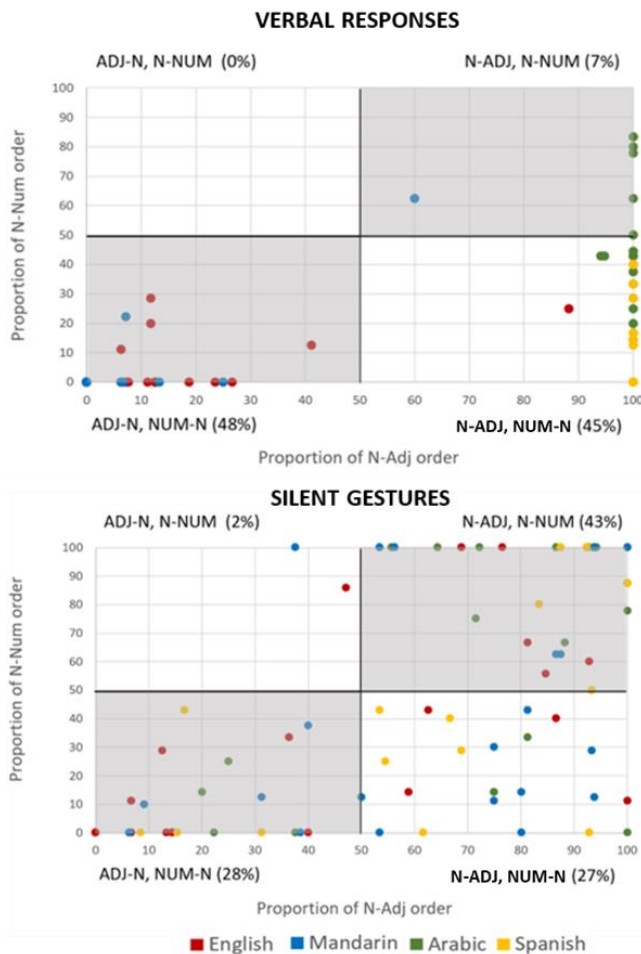 VERBAL RESPONSES
ADJ-N, N-NUM (0%) N-ADJ, N-NUM (7%)
Proportion of N-Num order
100
90
80
70
60
50
40
30
20
10
0
0 10 20 30 40 50 60 70 80 90 100
ADJ-N, NUM-N (48%) N-ADJ, NUM-N (45%)
Proportion of N-Adj order
SILENT GESTURES
ADJ-N, N-NUM (2%) N-ADJ, N-NUM (43%)
Proportion of N-Num order
100
90
80
70
60
50
40
30
20
10
0
0 10 20 30 40 50 60 70 80 90 100
ADJ-N, NUM-N (28%) N-ADJ, NUM-N (27%)
Proportion of N-Adj order
English Mandarin Arabic Spanish